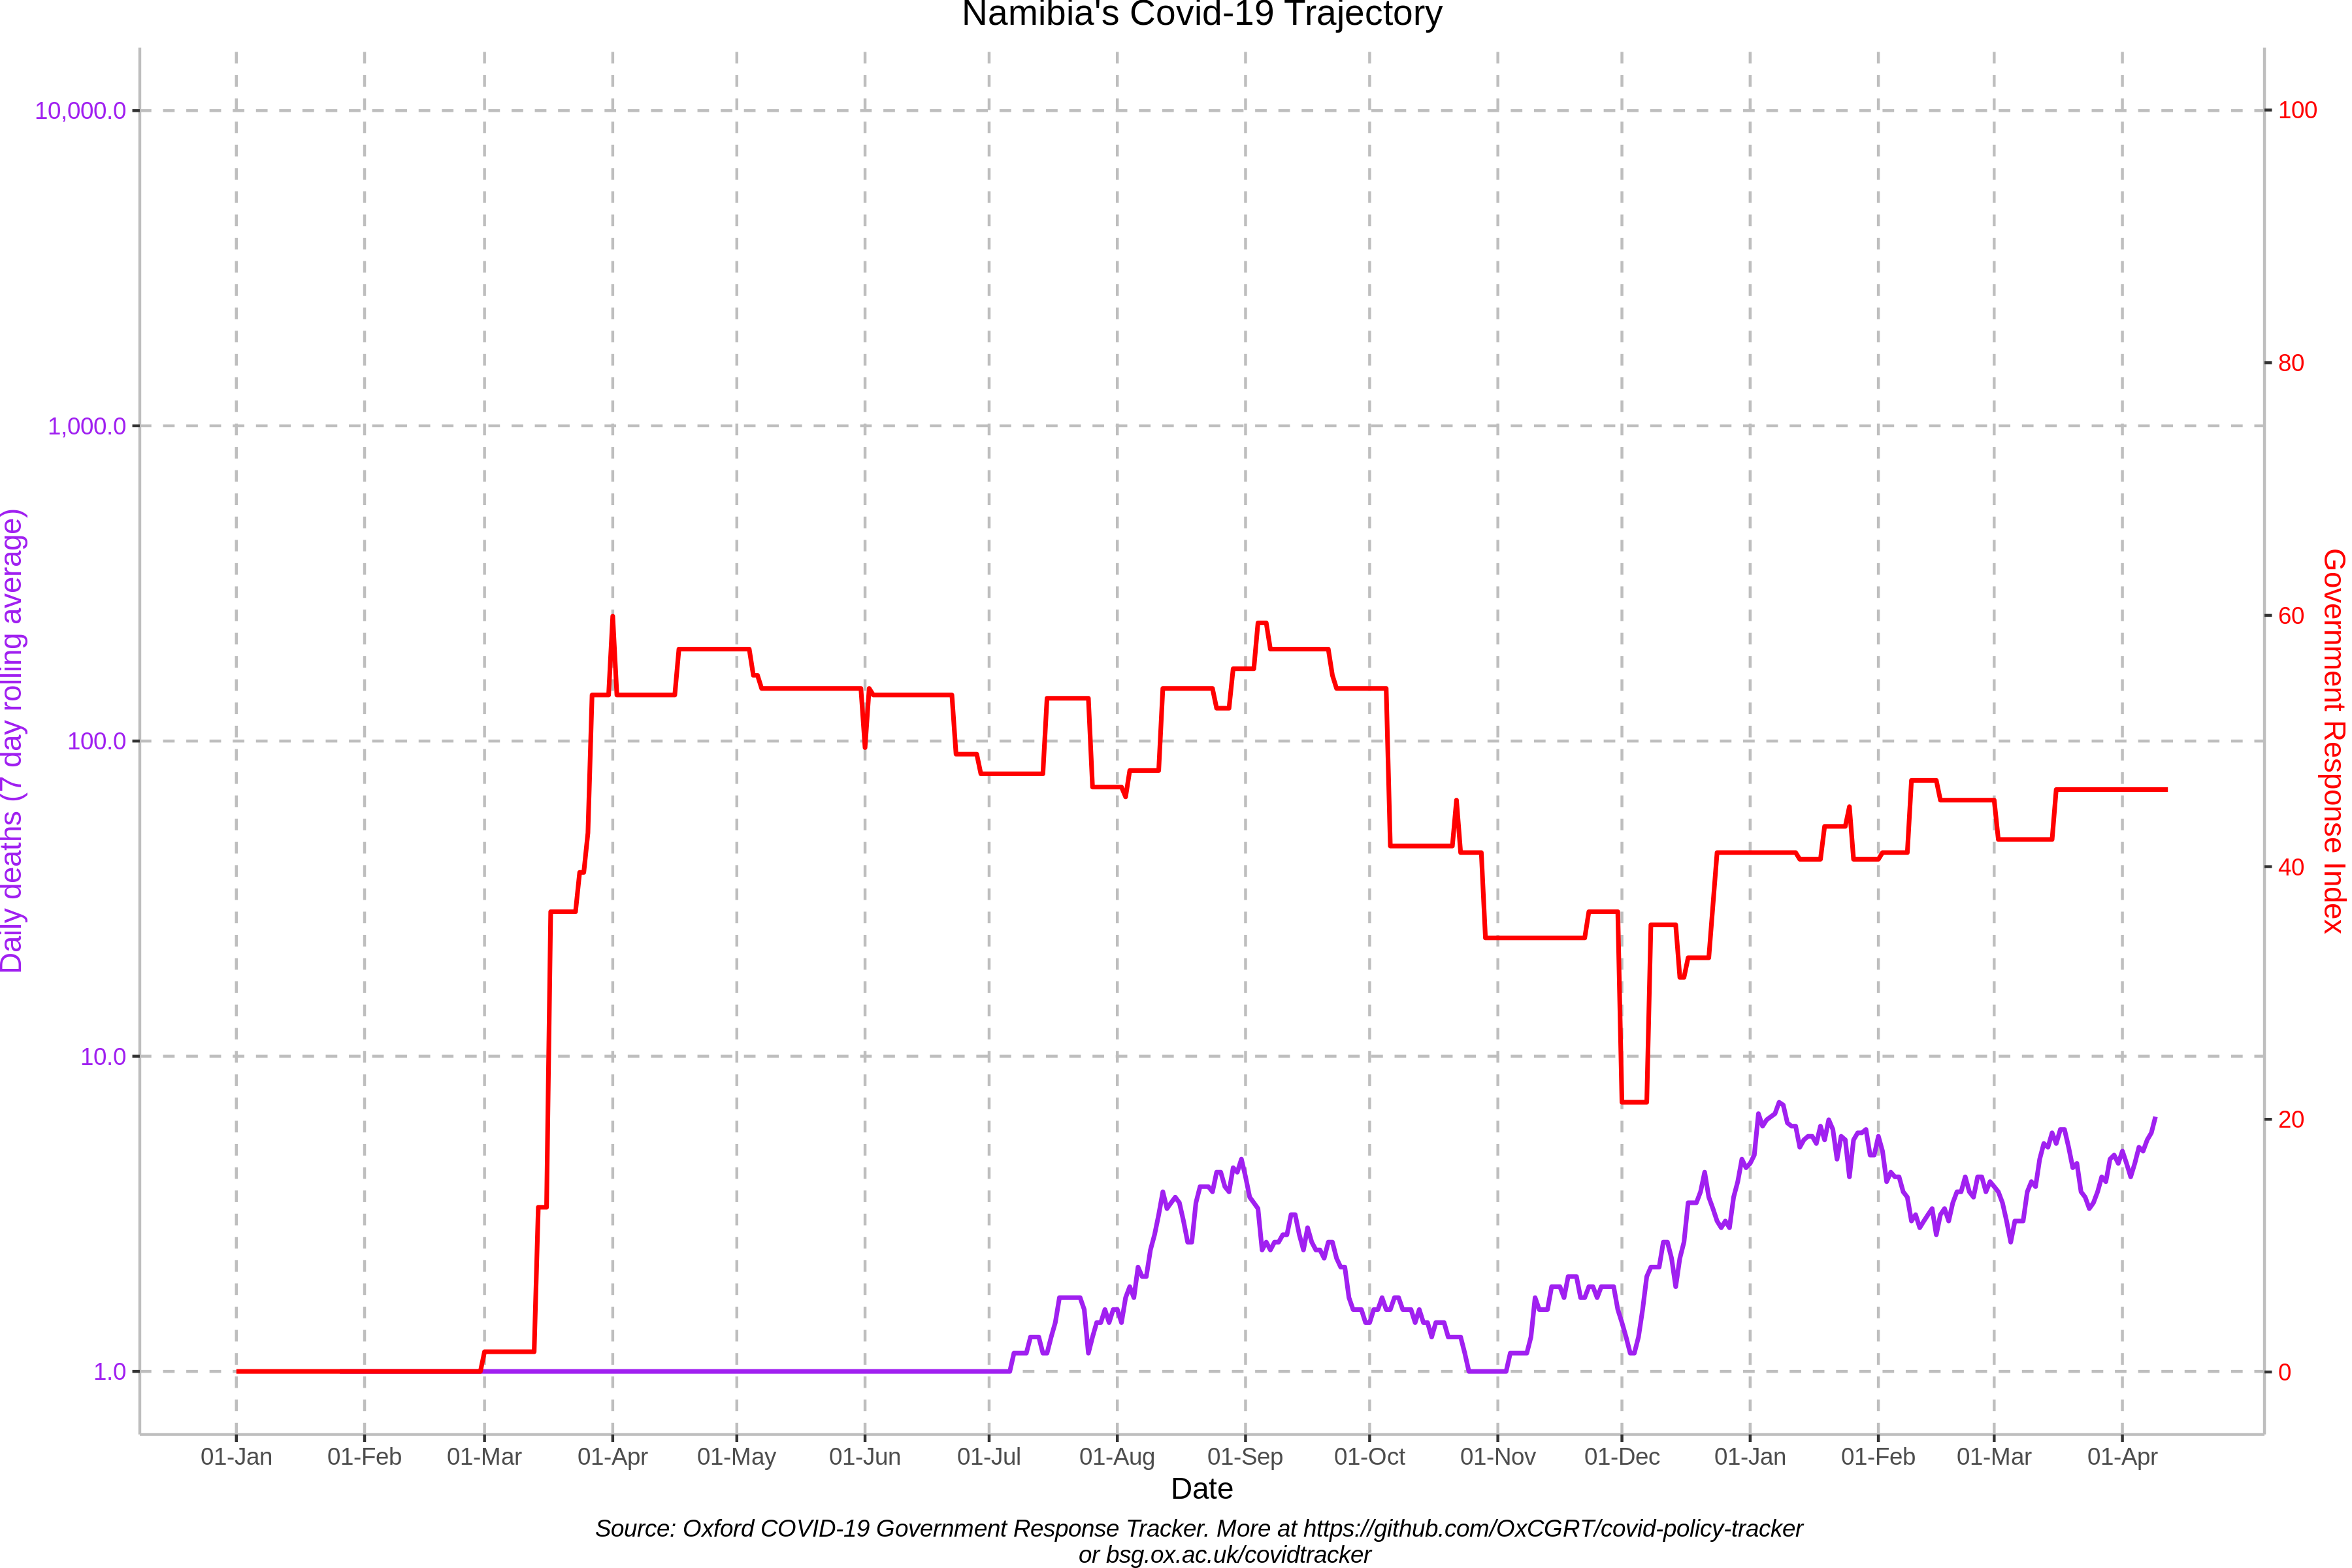 Namibia's Covid-19 Trajectory
10,000.0
1,000.0
100.0
10.0
1.0
Daily deaths (7 day rolling average)
100
80
60
40
20
0
Government Response Index
01-Jan 01-Feb 01-Mar 01-Apr 01-May 01-Jun 01-Jul 01-Aug 01-Sep 01-Oct 01-Nov 01-Dec 01-Jan 01-Feb 01-Mar 01-Apr
Date
Source: Oxford COVID-19 Government Response Tracker. More at https://github.com/OxCGRT/covid-policy-tracker
or bsg.ox.ac.uk/covidtracker